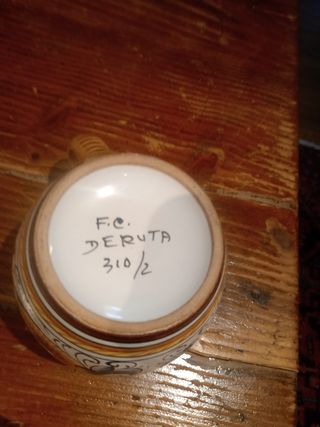 F.C.
DERUTA
310/2